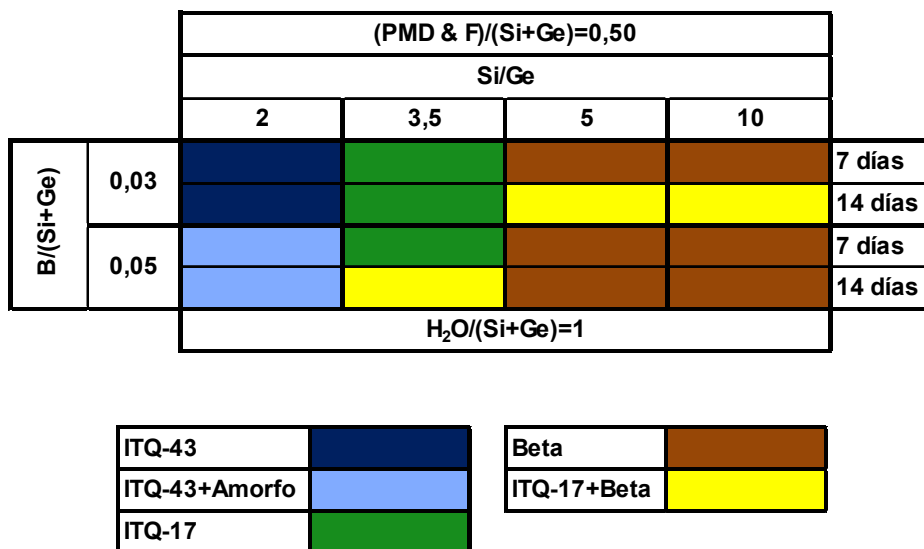 (PMD & F)/(Si+Ge)=0,50
Si/Ge
2 3,5 5 10
B/(Si+Ge)
0,03
7 días
14 días
0,05
7 días
14 días
H₂O/(Si+Ge)=1
ITQ-43
ITQ-43+Amorfo
ITQ-17
Beta
ITQ-17+Beta